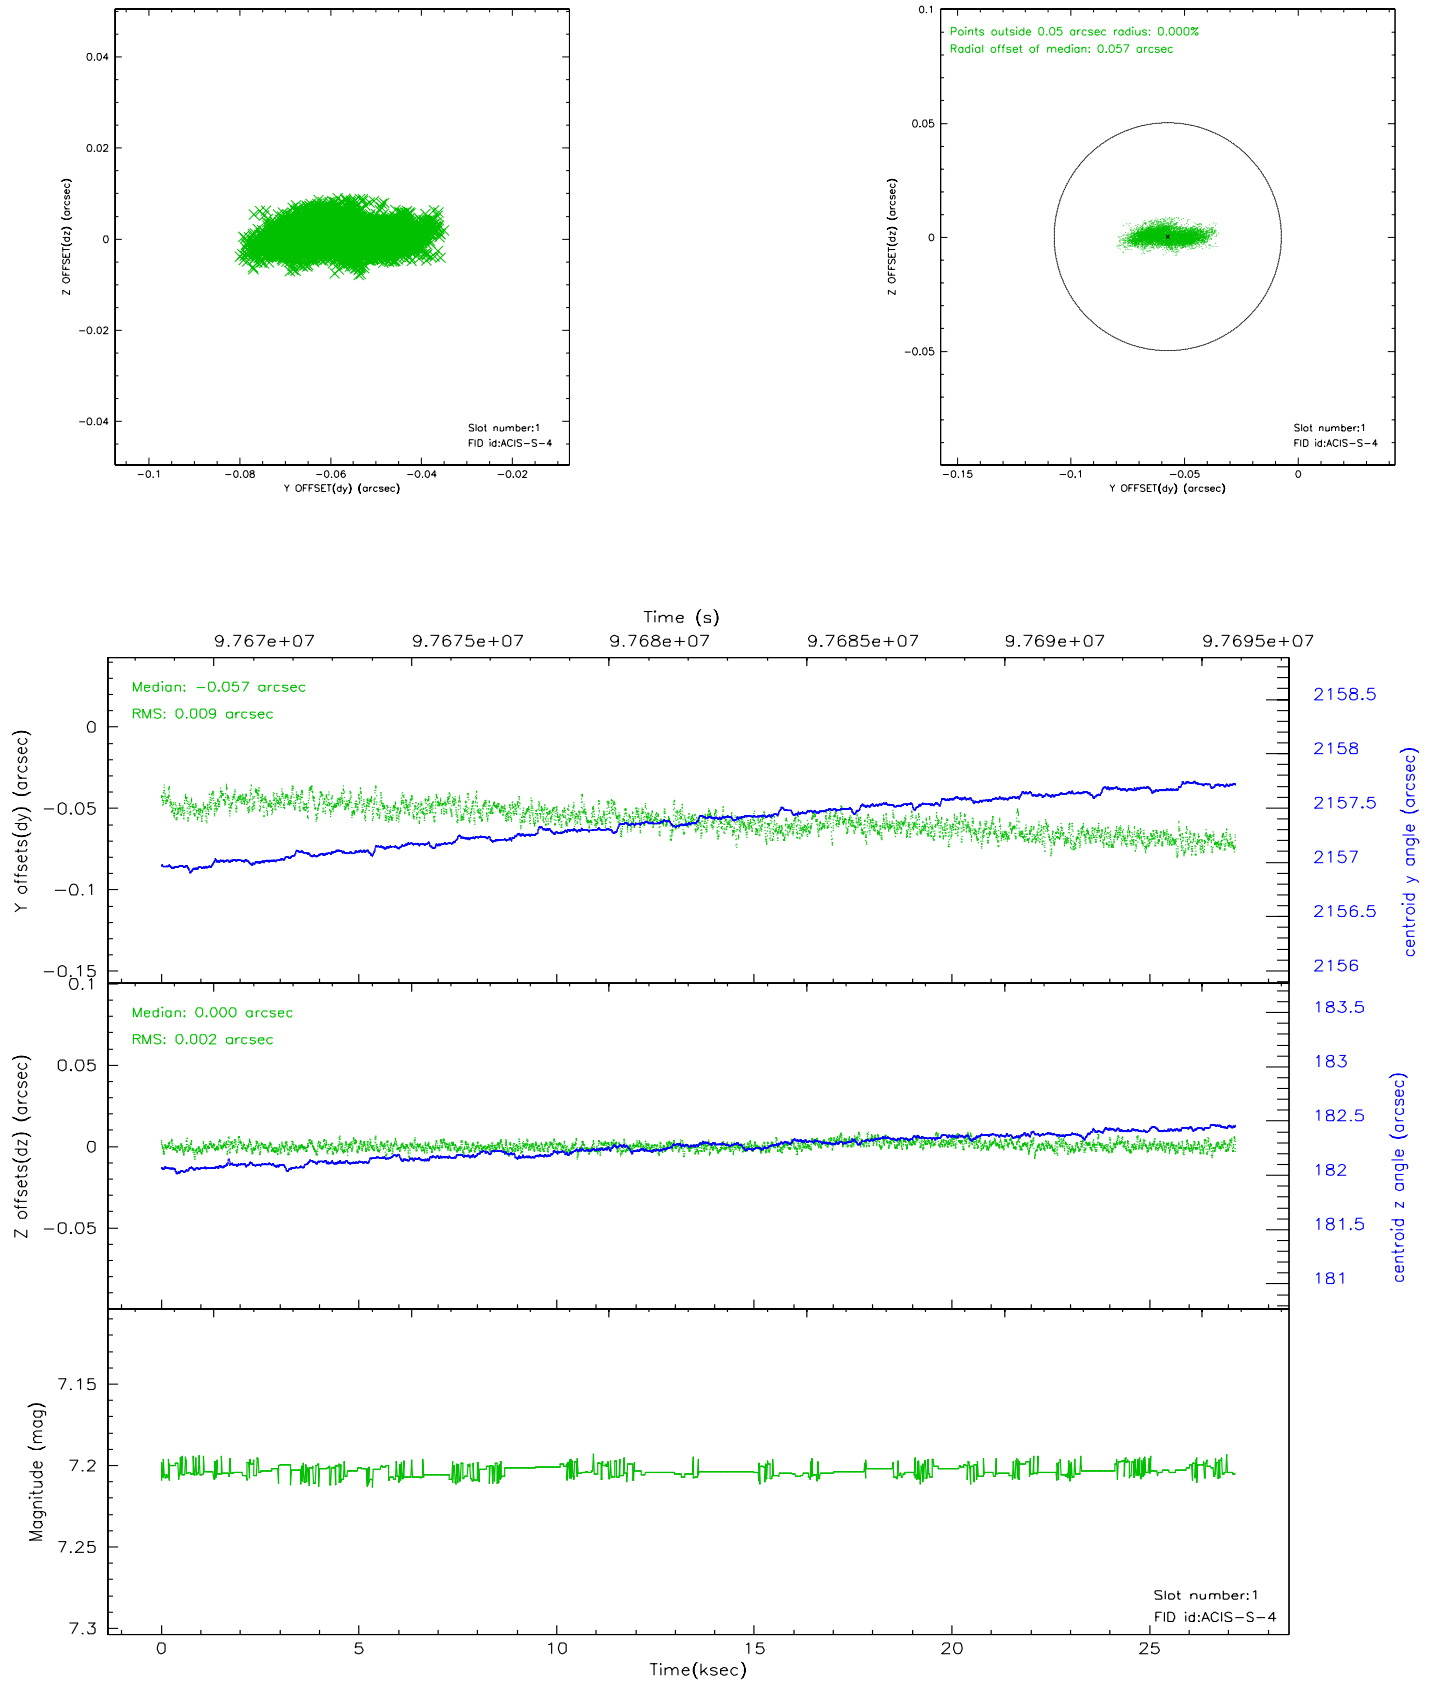 0.04
0.02
0
-0.02
-0.04
Z OFFSET(dz) (arcsec)
Slot number:1
FID id:ACIS-S-4
-0.1
-0.08
-0.06
-0.04
-0.02
Y OFFSET(dy) (arcsec)
0.1
Points outside 0.05 arcsec radius: 0.000%
Radial offset of median: 0.057 arcsec
0.05
0
-0.05
Z OFFSET(dz) (arcsec)
Slot number:1
FID id:ACIS-S-4
-0.15
-0.1
-0.05
0
Y OFFSET(dy) (arcsec)
Time (s)
9.767e+07
9.7675e+07
9.768e+07
9.7685e+07
9.769e+07
9.7695e+07
Median: -0.057 arcsec
RMS: 0.009 arcsec
0
-0.05
-0.1
-0.15
Y offsets(dy) (arcsec)
2158.5
2158
2157.5
2157
2156.5
2156
centroid y angle (arcsec)
0.1
Median: 0.000 arcsec
RMS: 0.002 arcsec
0.05
0
-0.05
Z offsets(dz) (arcsec)
183.5
183
182.5
182
181.5
181
centroid z angle (arcsec)
7.15
7.2
7.25
7.3
Magnitude (mag)
Slot number:1
FID id:ACIS-S-4
0
5
10
15
20
25
Time(ksec)